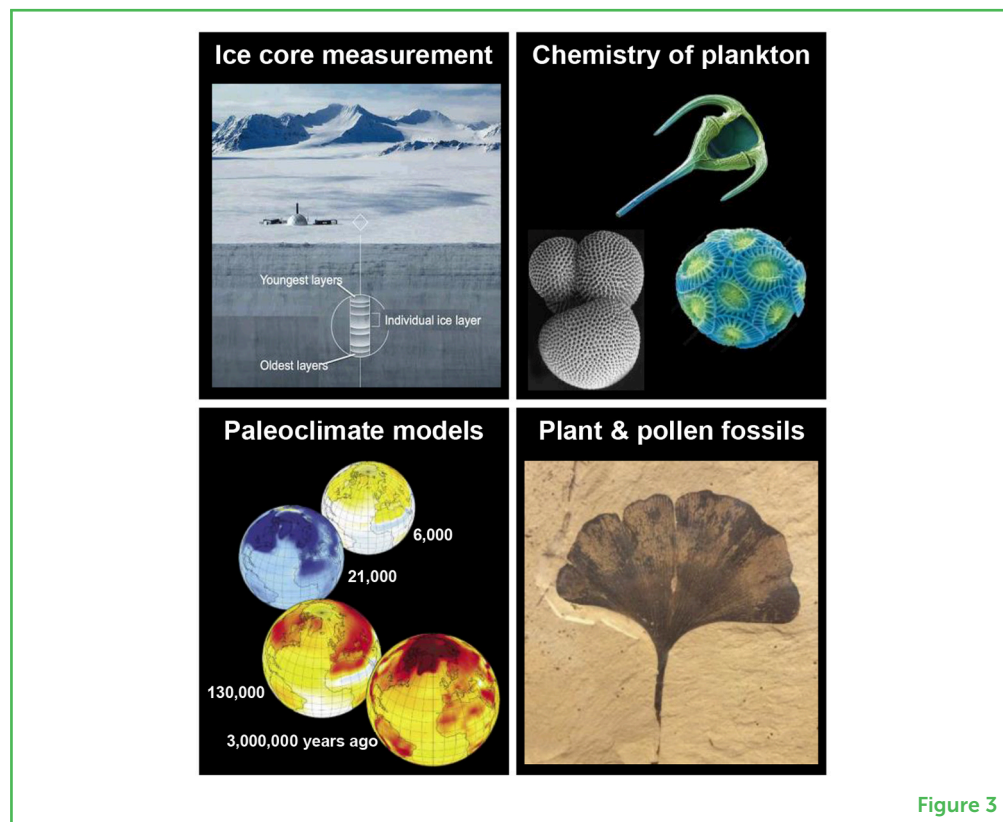 Ice core measurement
Youngest layers
Individual ice layer
Oldest layers
Chemistry of plankton
Paleoclimate models
6,000
21,000
130,000
3,000,000 years ago
Plant & pollen fossils
Figure 3